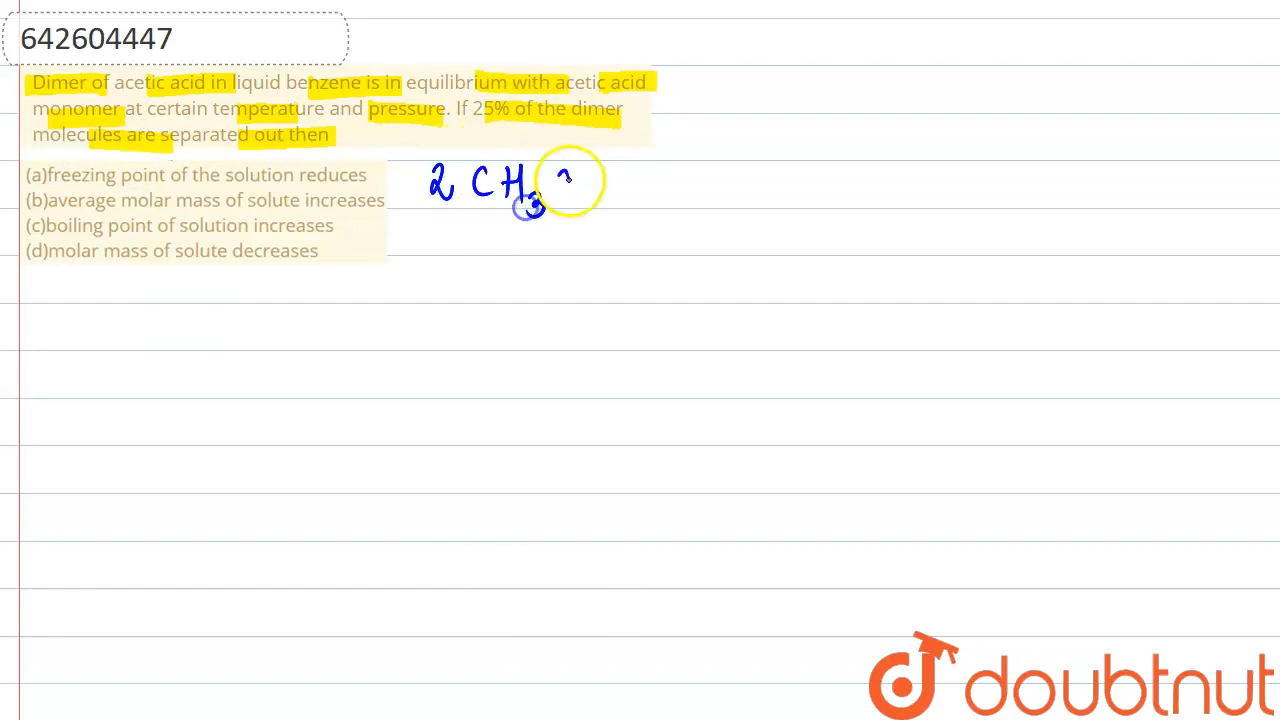 642604447
Dimer of acetic acid in liquid benzene is in equilibrium with acetic acid
monomer at certain temperature and pressure. If 25% of the dimer
molecules are separated out then
(a)freezing point of the solution reduces
(b)average molar mass of solute increases
(c)boiling point of solution increases
(d)molar mass of solute decreases
2 CH3
doubtnut